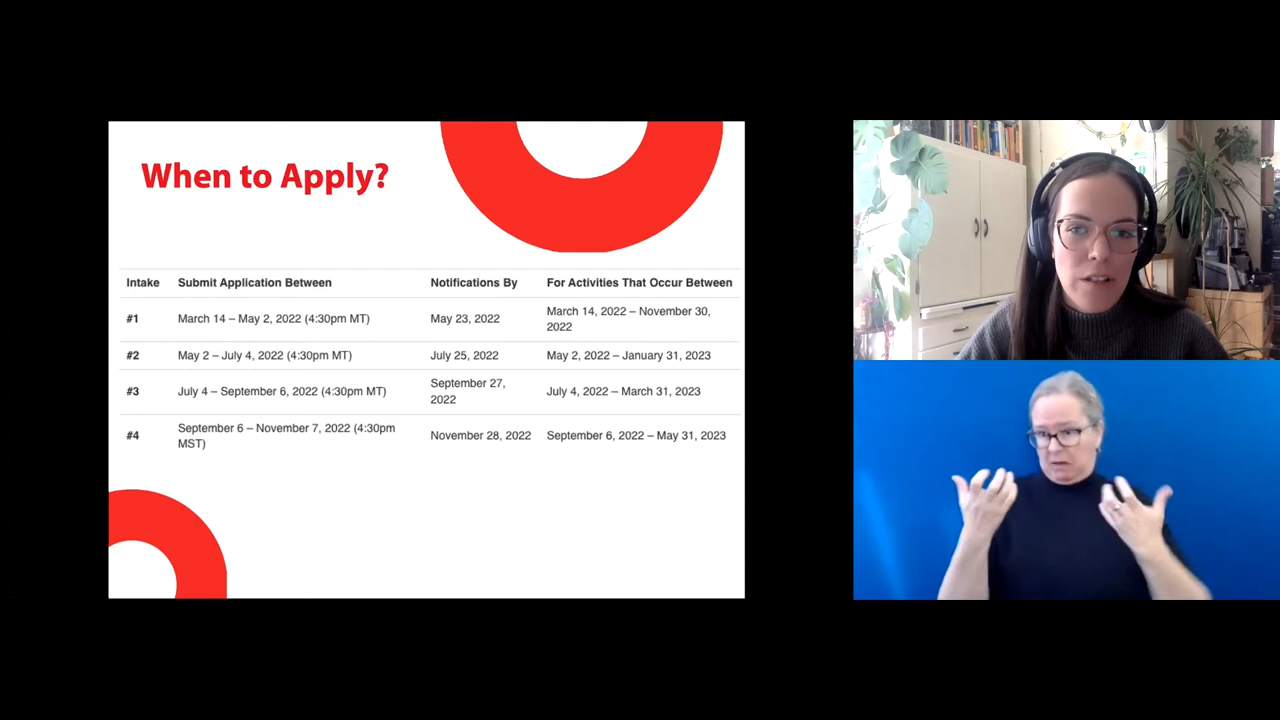 When to Apply?
Intake Submit Application Between Notifications By For Activities That Occur Between
#1 March 14 – May 2, 2022 (4:30pm MT) May 23, 2022 March 14, 2022 – November 30,
2022
#2 May 2 – July 4, 2022 (4:30pm MT) July 25, 2022 May 2, 2022 – January 31, 2023
#3 July 4 – September 6, 2022 (4:30pm MT) September 27,
2022 July 4, 2022 – March 31, 2023
#4 September 6 – November 7, 2022 (4:30pm
MST) November 28, 2022 September 6, 2022 – May 31, 2023